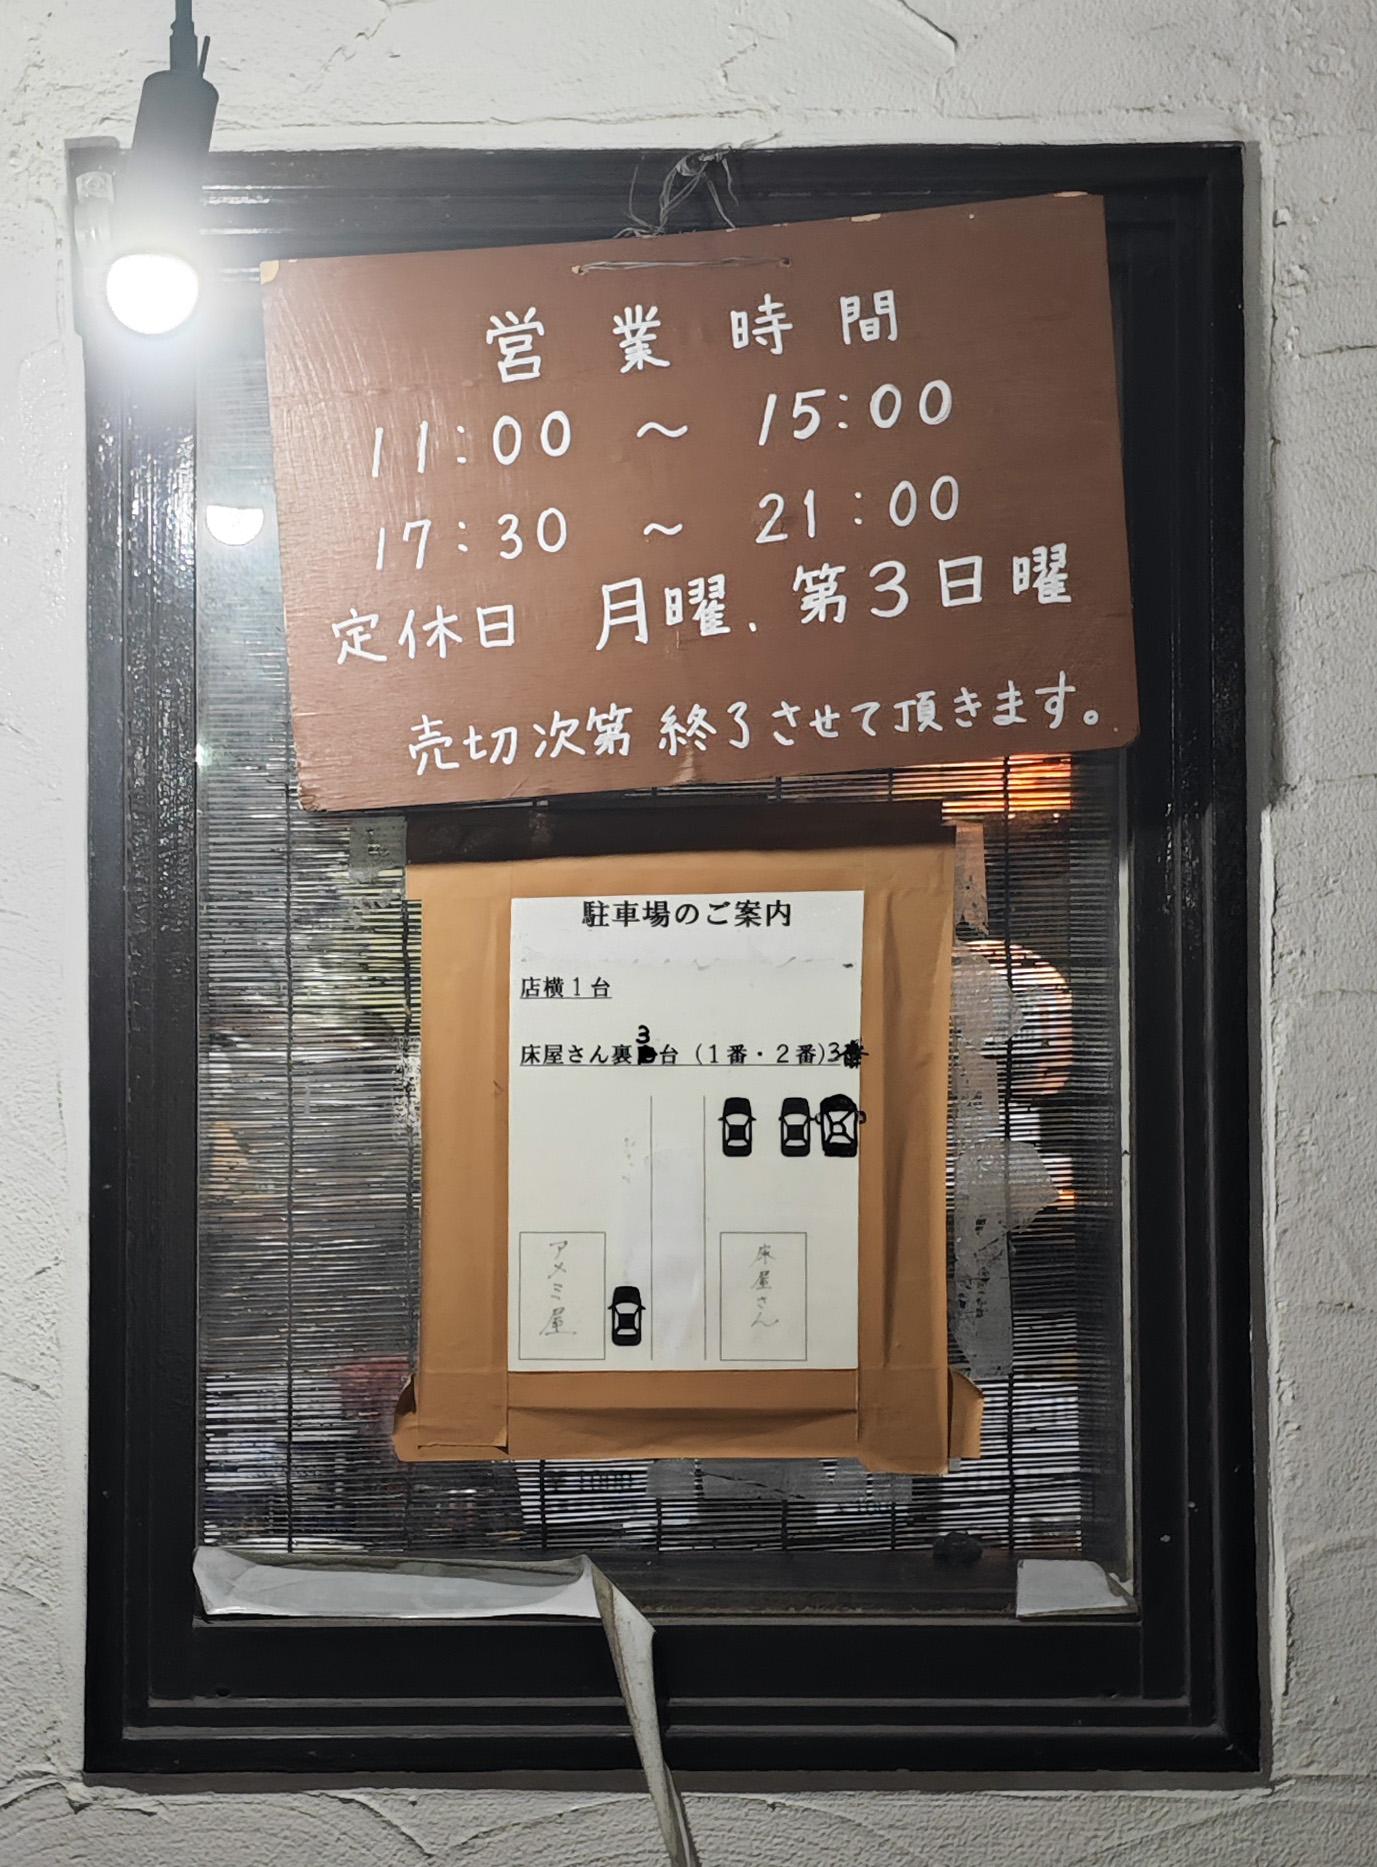 営業時間
11:00 ～ 15:00
17:30 ～ 21:00
定休日 月曜、第3日曜
売切次第 終了させて頂きます。
駐車場のご案内
店横1台
床屋さん裏3台（1番・2番）3番
アメミ屋
床屋さん